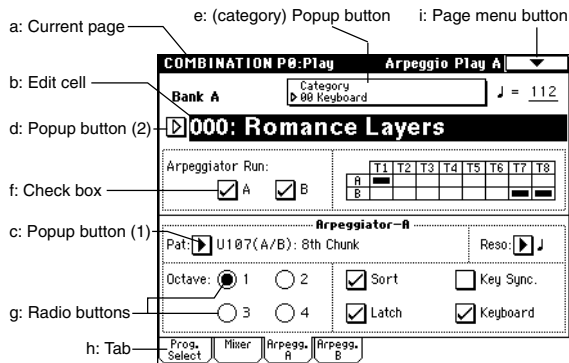 e: (category) Popup button
i: Page menu button
a: Current page
COMBINATION P0:Play Arpeggio Play A
b: Edit cell
Bank A
Category
00 Keyboard
♩ = 112
d: Popup button (2)
000: Romance Layers
Arpeggiator Run:
T1 T2 T3 T4 T5 T6 T7 T8
A
B
f: Check box
A B
Arpeggiator-A
c: Popup button (1)
Pat: U107(A/B): 8th Chunk
Reso: ♩
Octave: 1 2
Sort
Key Sync.
g: Radio buttons
3 4
Latch
Keyboard
h: Tab
Prog. Select
Mixer
Arpegg. A
Arpegg. B